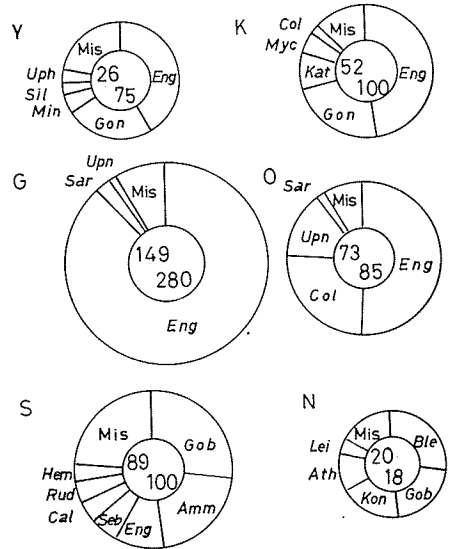 Y
Mis
Eng
Uph
Sil
Min
Gon
26
75
K
Col
Mis
Myc
Kat
Eng
Gon
52
100
G
Upn
Sar
Mis
149
280
Eng
O
Sar
Mis
Upn
73
85
Eng
Col
S
Mis
Gob
89
100
Hem
Rud
Cal
Seb
Eng
Amm
N
Mis
Ble
Lei
20
18
Ath
Kon
Gob